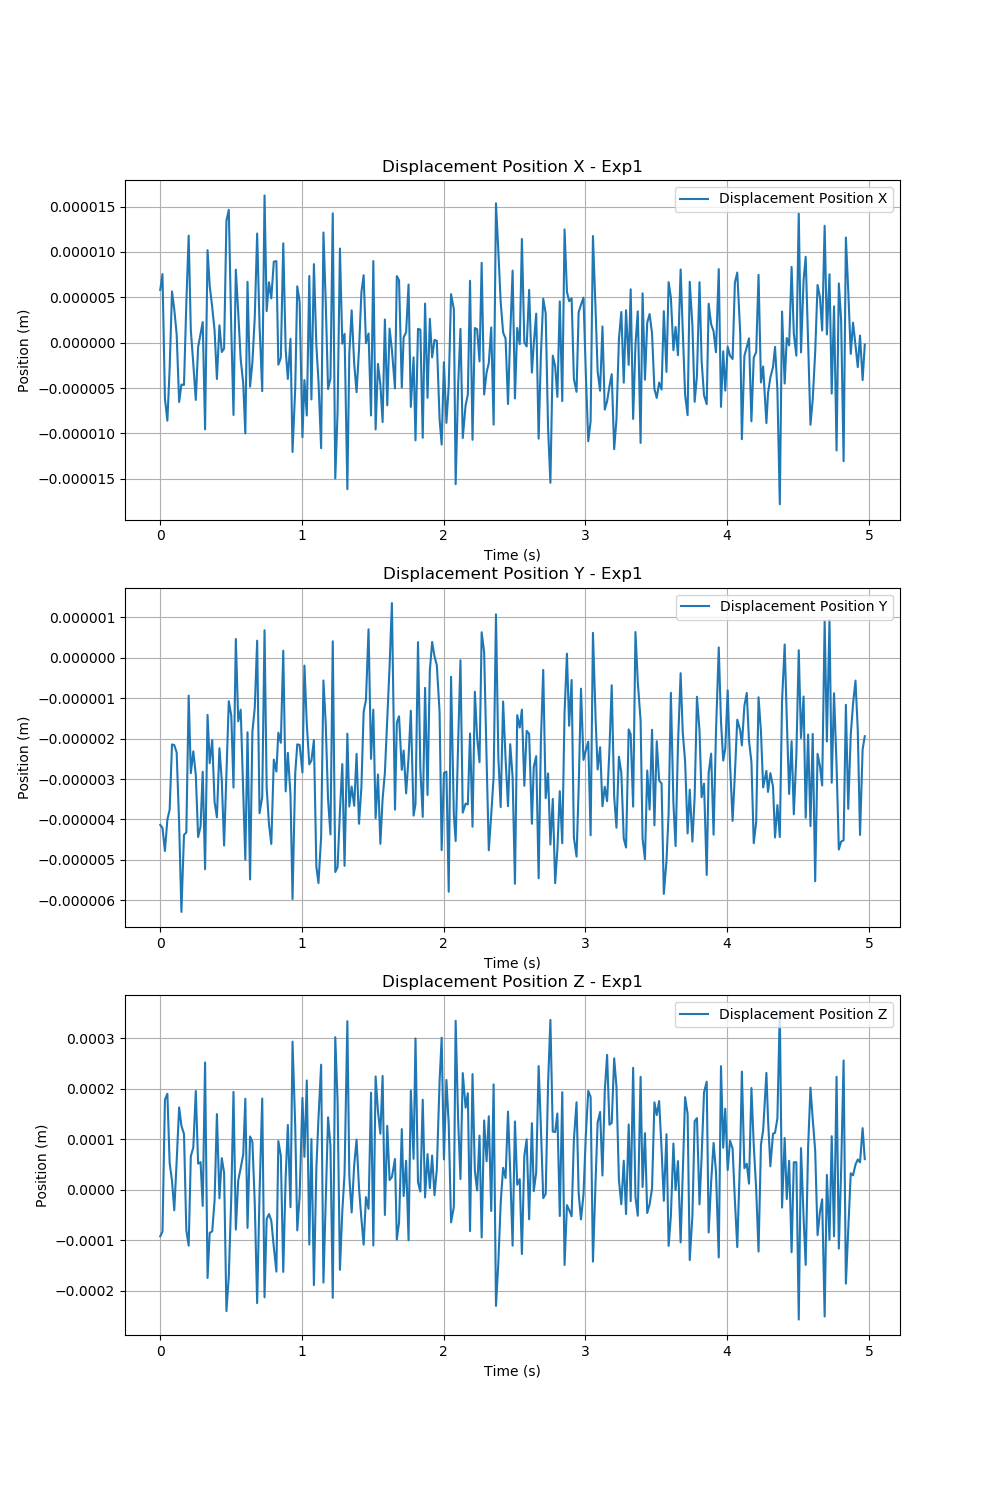 Displacement Position X - Exp1
Displacement Position X
0.000015
0.000010
0.000005
0.000000
−0.000005
−0.000010
−0.000015
Position (m)
0 1 2 3 4 5
Time (s)
Displacement Position Y - Exp1
Displacement Position Y
0.000001
0.000000
−0.000001
−0.000002
−0.000003
−0.000004
−0.000005
−0.000006
Position (m)
0 1 2 3 4 5
Time (s)
Displacement Position Z - Exp1
Displacement Position Z
0.0003
0.0002
0.0001
0.0000
−0.0001
−0.0002
Position (m)
0 1 2 3 4 5
Time (s)